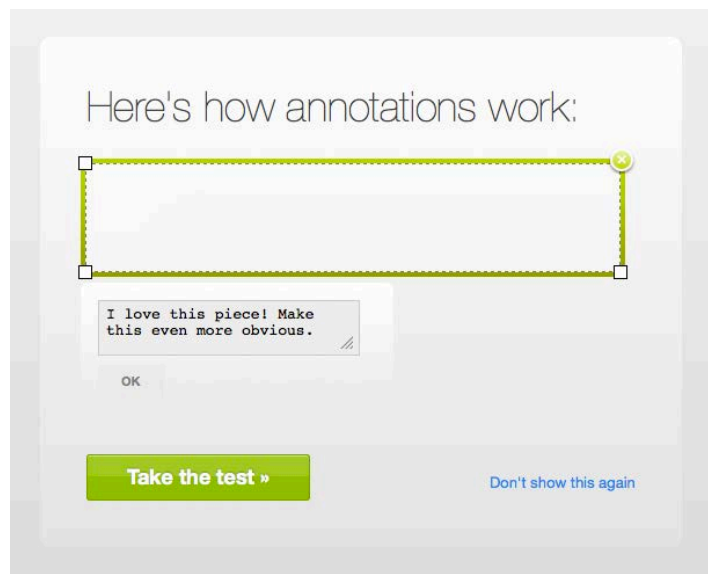 Here's how annotations work:
I love this piece! Make
this even more obvious.
OK
Take the test »
Don't show this again